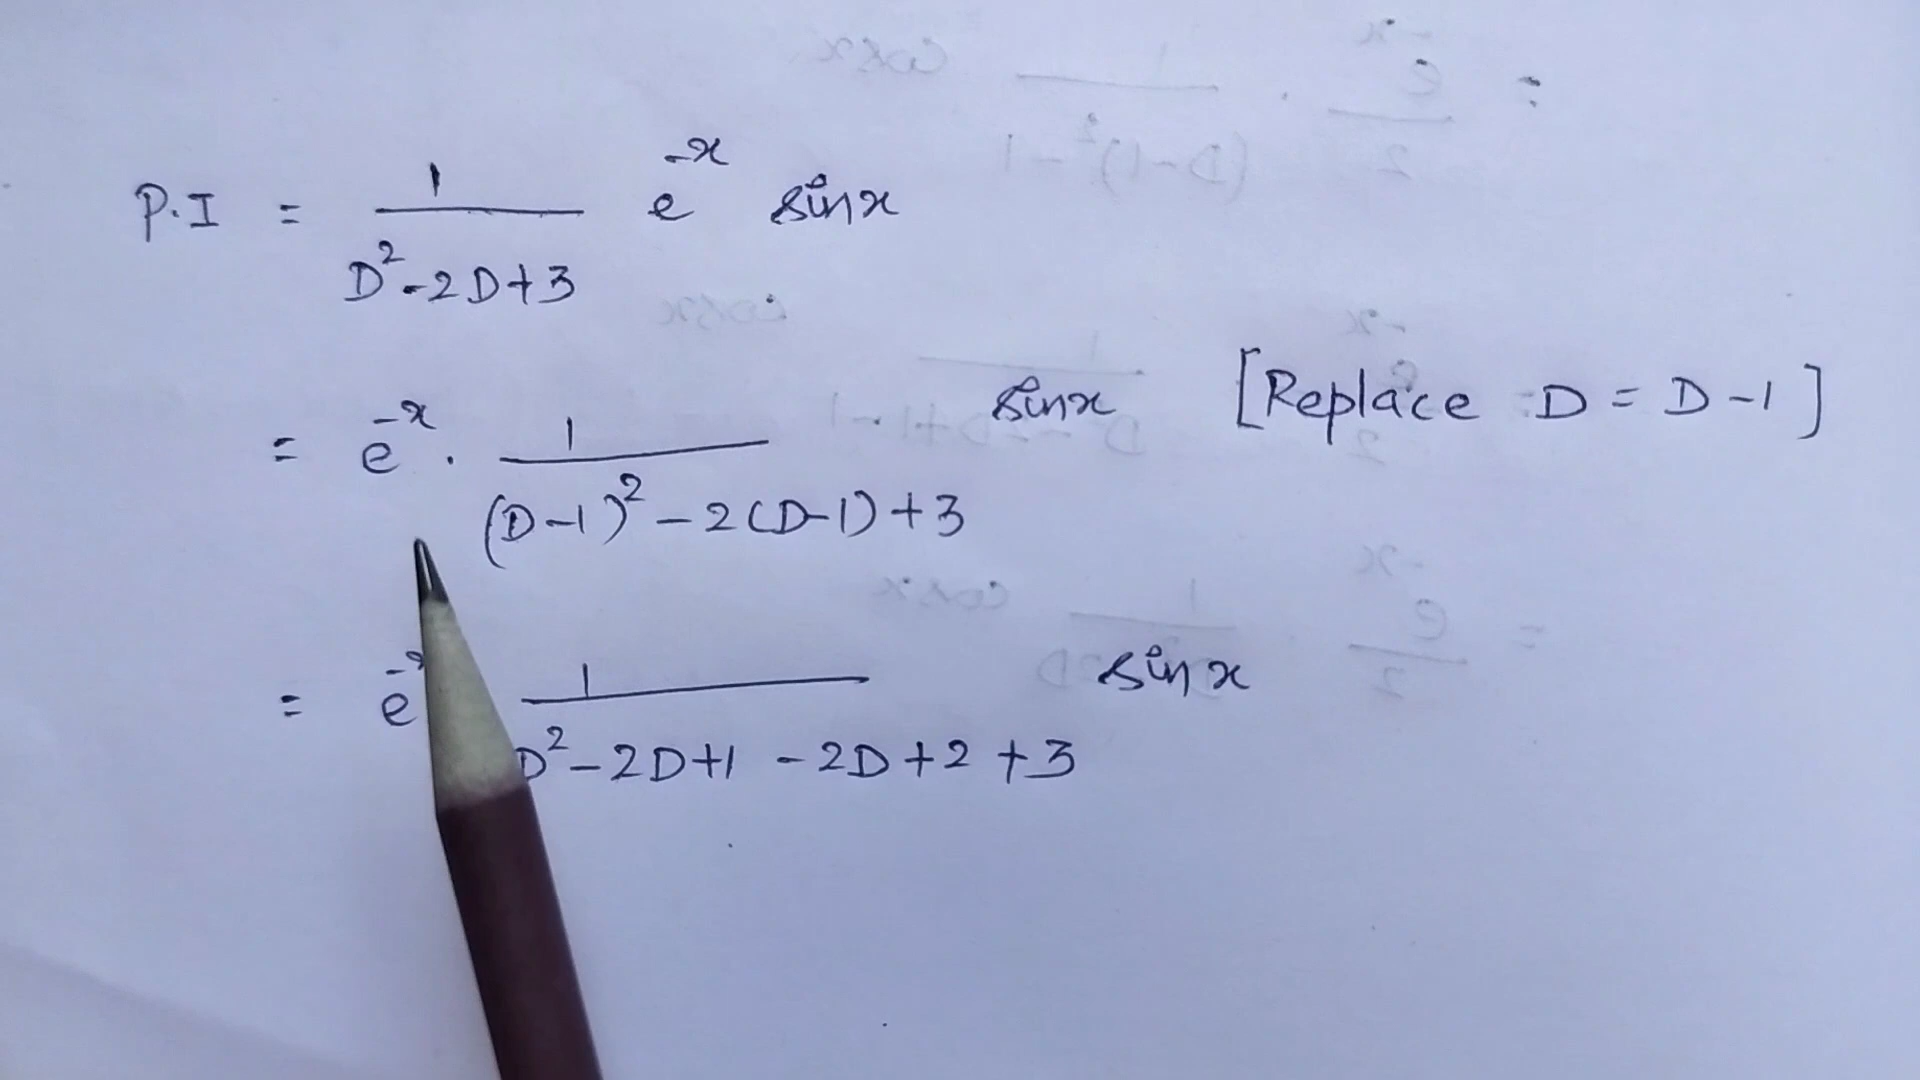 P.I = 1/(D²-2D+3) e^-x sinx
= e^-x . 1/((D-1)²-2(D-1)+3) sinx [Replace D = D-1]
= e^-x 1/(D²-2D+1 -2D+2+3) sinx